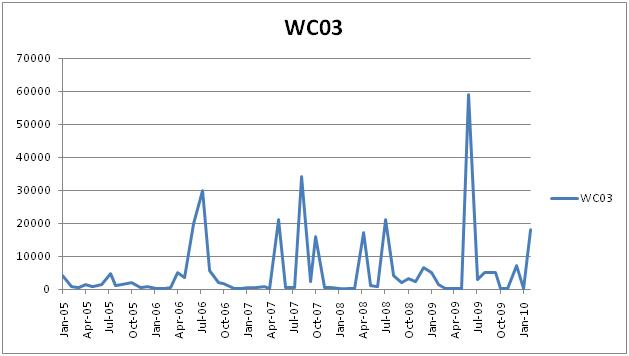 WC03
70000
60000
50000
40000
30000
20000
10000
0
Jan-05
Apr-05
Jul-05
Oct-05
Jan-06
Apr-06
Jul-06
Oct-06
Jan-07
Apr-07
Jul-07
Oct-07
Jan-08
Apr-08
Jul-08
Oct-08
Jan-09
Apr-09
Jul-09
Oct-09
Jan-10
WC03